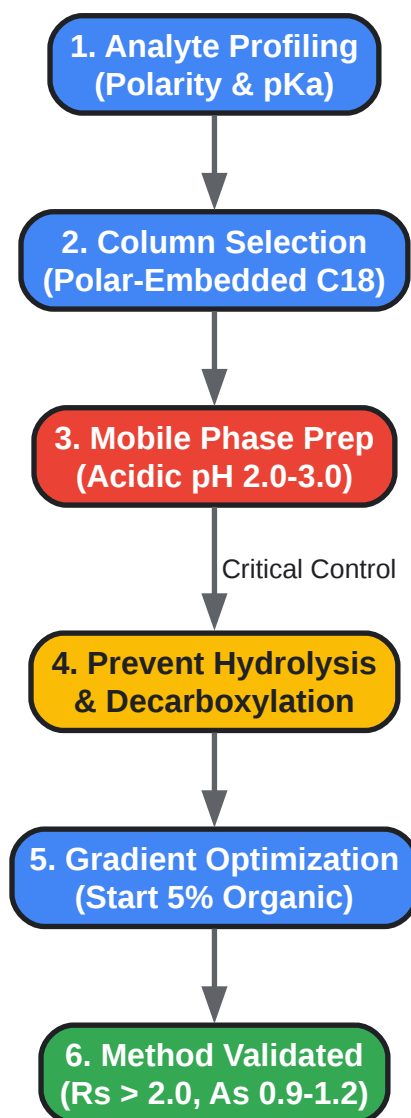 1. Analyte Profiling
(Polarity & pKa)
2. Column Selection
(Polar-Embedded C18)
3. Mobile Phase Prep
(Acidic pH 2.0-3.0)
Critical Control
4. Prevent Hydrolysis
& Decarboxylation
5. Gradient Optimization
(Start 5% Organic)
6. Method Validated
(Rs > 2.0, As 0.9-1.2)